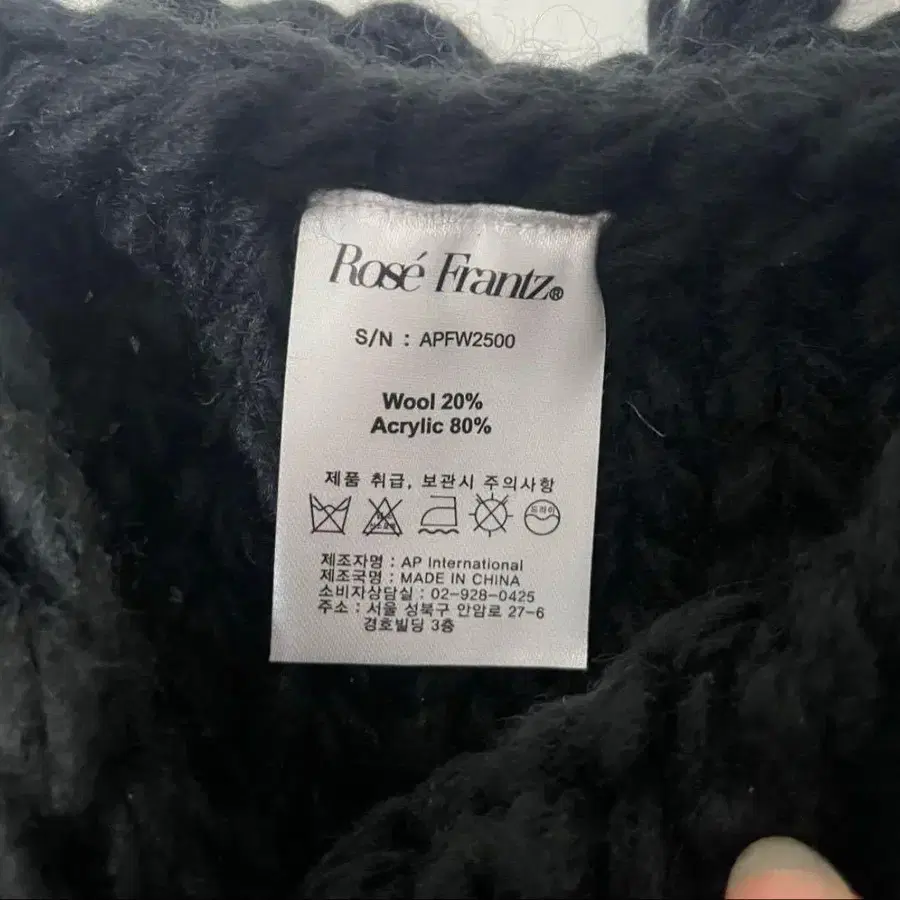 Rosé Frantz®
S/N : APFW2500
Wool 20%
Acrylic 80%
제품 취급, 보관시 주의사항
드라이
제조자명 : AP International
제조국명 : MADE IN CHINA
소비자상담실 : 02-928-0425
주소 : 서울 성북구 안암로 27-6
경호빌딩 3층